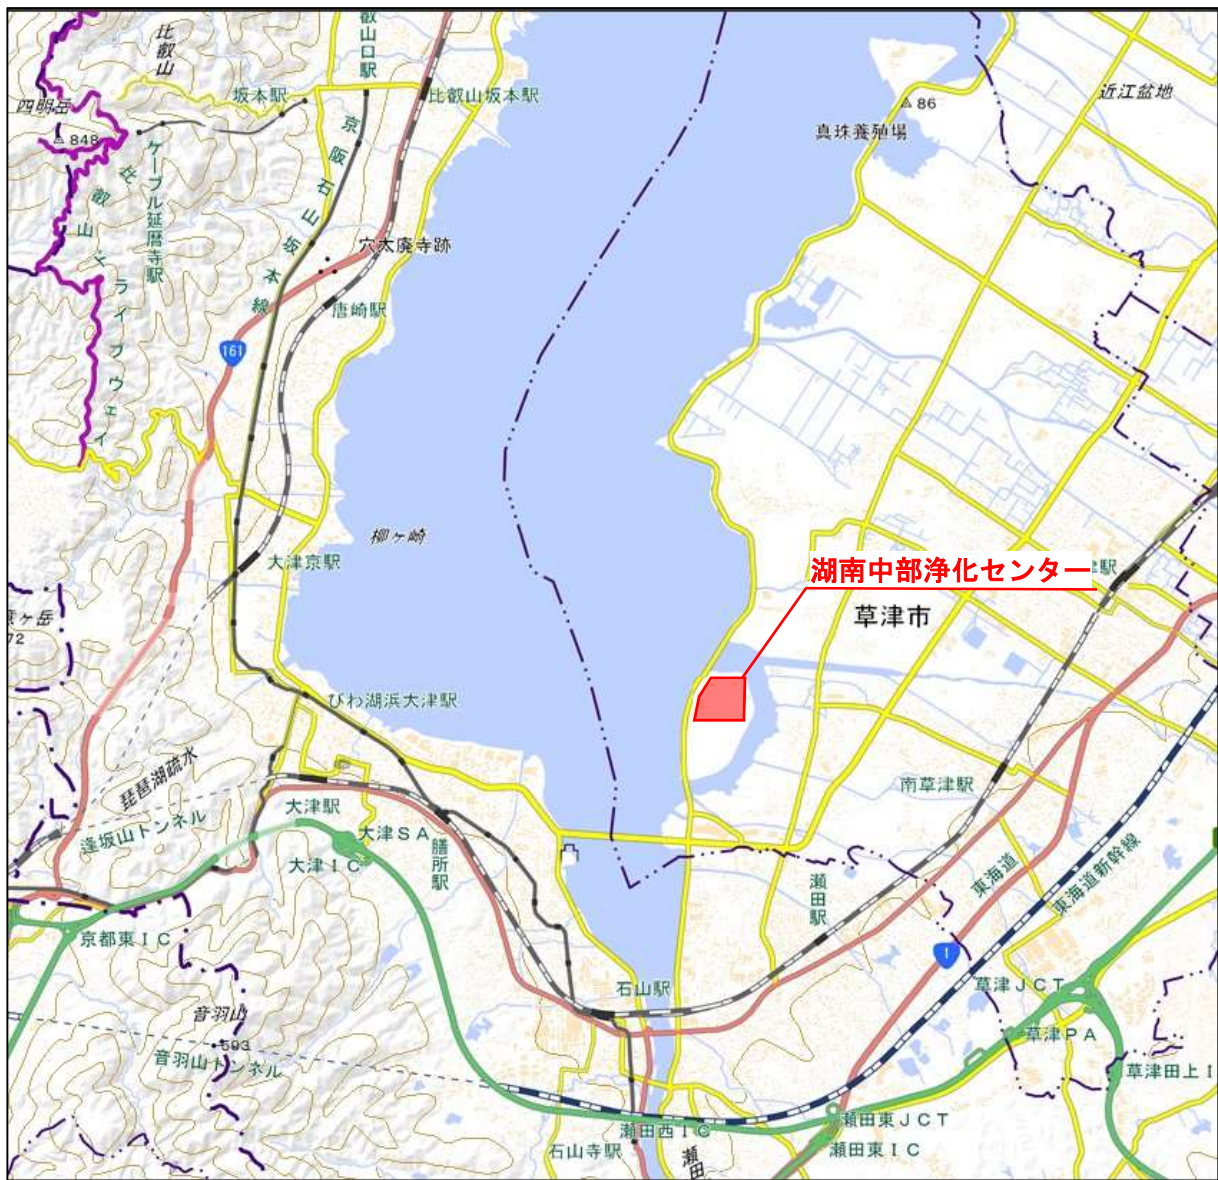 比叡山
叡山口駅
四明岳
848
坂本駅
比叡山坂本駅
86
近江盆地
真珠養殖場
ケーブル延暦寺駅
比叡山ドライブウェイ
京阪石山坂本線
穴太廃寺跡
唐崎駅
161
柳ヶ崎
大津京駅
湖南中部浄化センター
津駅
草津市
72
びわ湖浜大津駅
琵琶湖疏水
逢坂山トンネル
大津駅
大津SA
大津IC
膳所駅
南草津駅
瀬田駅
東海道
東海道新幹線
1
京都東IC
石山駅
草津JCT
音羽山
593
音羽山トンネル
草津PA
草津田上I
瀬田西IC
瀬田東JCT
瀬田東IC
石山寺駅
瀬田